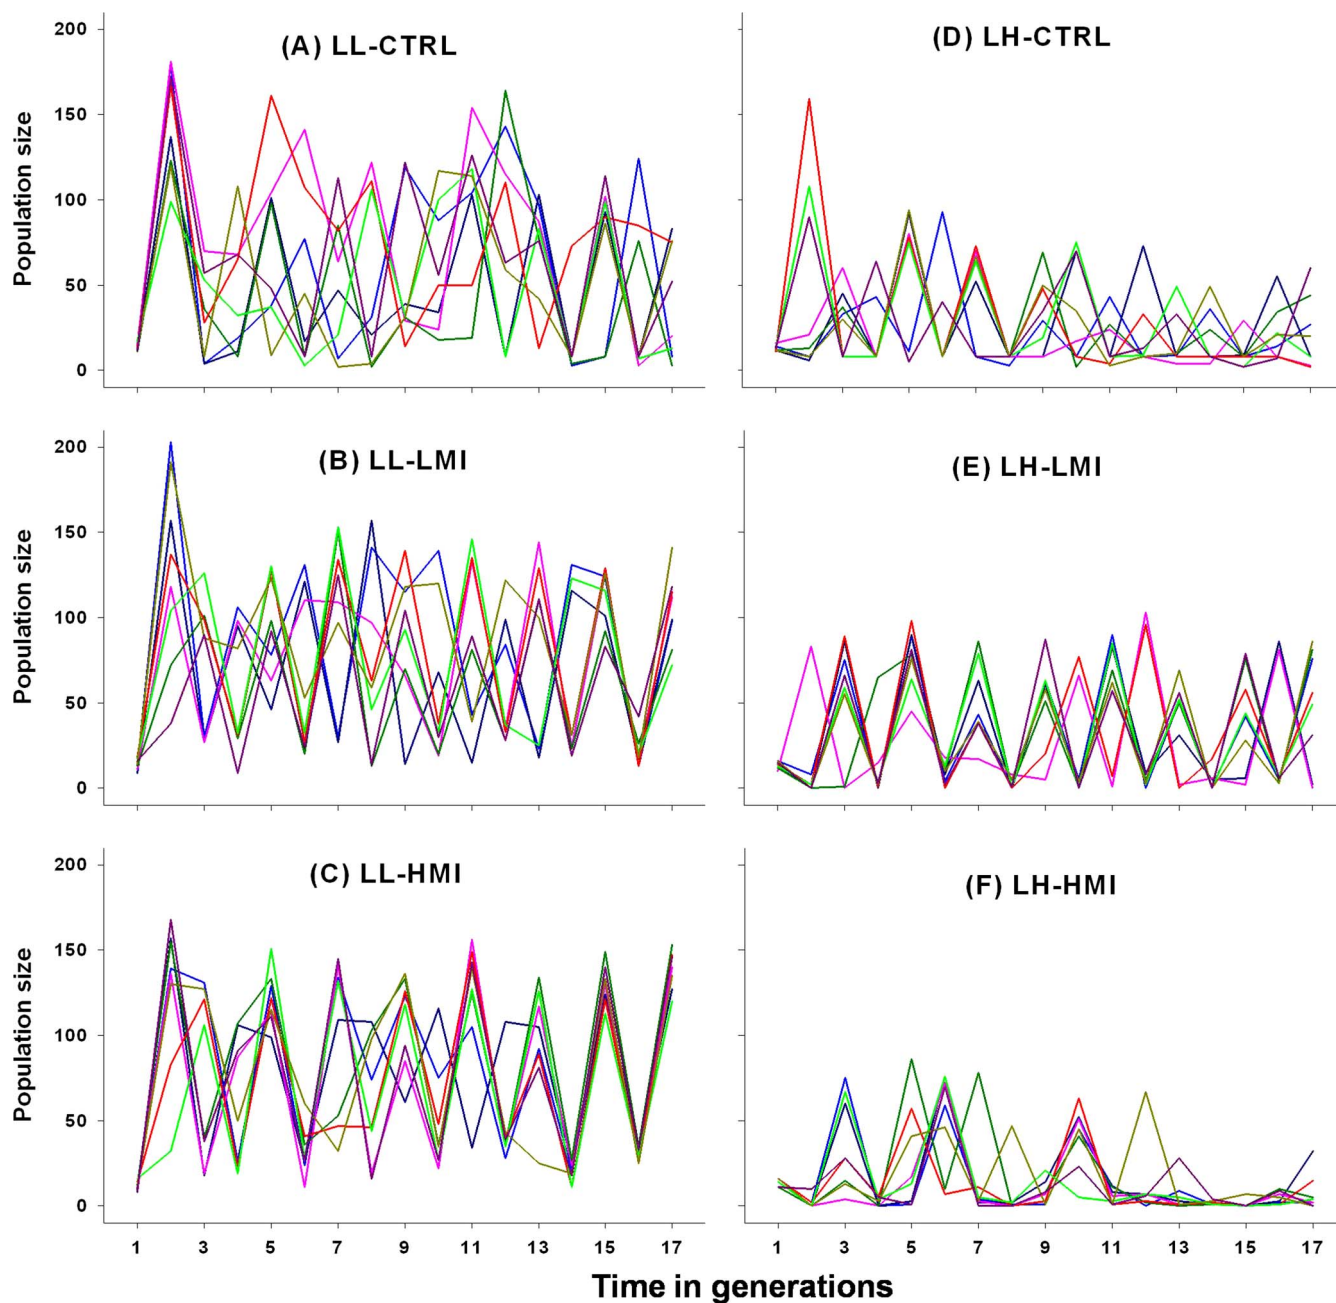 (A) LL-CTRL
(D) LH-CTRL
Population size
200
150
100
50
0
(B) LL-LMI
(E) LH-LMI
Population size
200
150
100
50
0
(C) LL-HMI
(F) LH-HMI
Population size
200
150
100
50
0
1 3 5 7 9 11 13 15 17 1 3 5 7 9 11 13 15 17
Time in generations